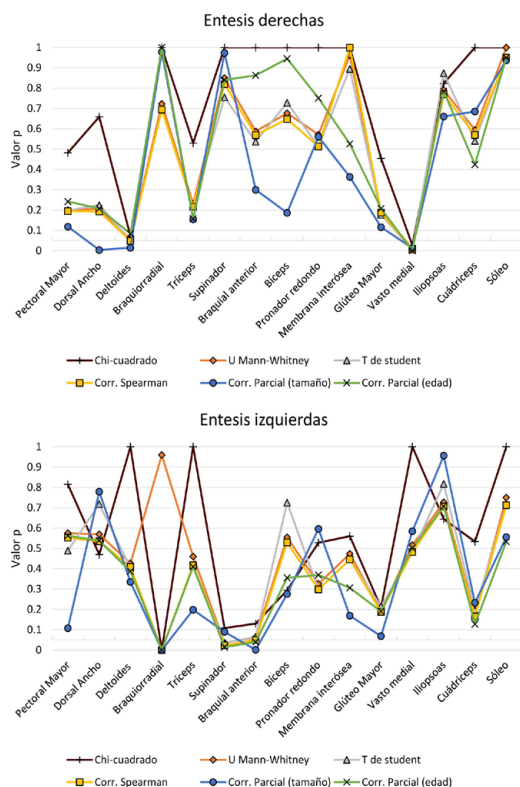 Entesis derechas
1
0.9
0.8
0.7
0.6
0.5
0.4
0.3
0.2
0.1
0
Valor p
Pectoral Mayor
Dorsal Ancho
Deltoides
Braquiorradial
Tríceps
Supinador
Braquial anterior
Bíceps
Pronador redondo
Membrana interósea
Glúteo Mayor
Vasto medial
Iliopsoas
Cuádriceps
Sóleo
Chi-cuadrado
U Mann-Whitney
T de student
Corr. Spearman
Corr. Parcial (tamaño)
Corr. Parcial (edad)
Entesis izquierdas
1
0.9
0.8
0.7
0.6
0.5
0.4
0.3
0.2
0.1
0
Valor p
Pectoral Mayor
Dorsal Ancho
Deltoides
Braquiorradial
Tríceps
Supinador
Braquial anterior
Bíceps
Pronador redondo
Membrana interósea
Glúteo Mayor
Vasto medial
Iliopsoas
Cuádriceps
Sóleo
Chi-cuadrado
U Mann-Whitney
T de student
Corr. Spearman
Corr. Parcial (tamaño)
Corr. Parcial (edad)